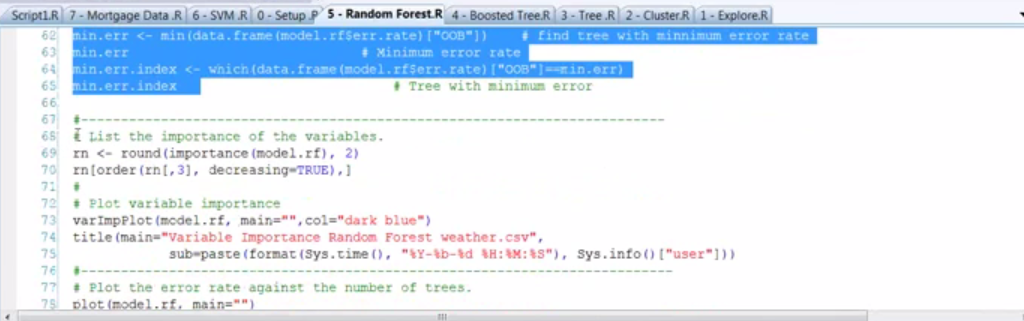 Script1.R 7 - Mortgage Data .R 6 - SVM .R 0 - Setup .R 5 - Random Forest.R 4 - Boosted Tree.R 3 - Tree .R 2 - Cluster.R 1 - Explore.R
62 min.err <- min(data.frame(model.rf$err.rate)["OOB"]) # find tree with minnimum error rate
63 min.err # Minimum error rate
64 min.err.index <- which(data.frame(model.rf$err.rate)["OOB"]==min.err)
65 min.err.index # Tree with minimum error
66
67 #----------------------------------------------------------------------
68 # List the importance of the variables.
69 rn <- round(importance(model.rf), 2)
70 rn[order(rn[,3], decreasing=TRUE),]
71 #
72 # Plot variable importance
73 varImpPlot(model.rf, main="",col="dark blue")
74 title(main="Variable Importance Random Forest weather.csv",
75 sub=paste(format(Sys.time(), "%Y-%b-%d %H:%M:%S"), Sys.info()["user"]))
76 #-----------------------------------------------------------------------
77 # Plot the error rate against the number of trees.
78 plot(model.rf, main="")